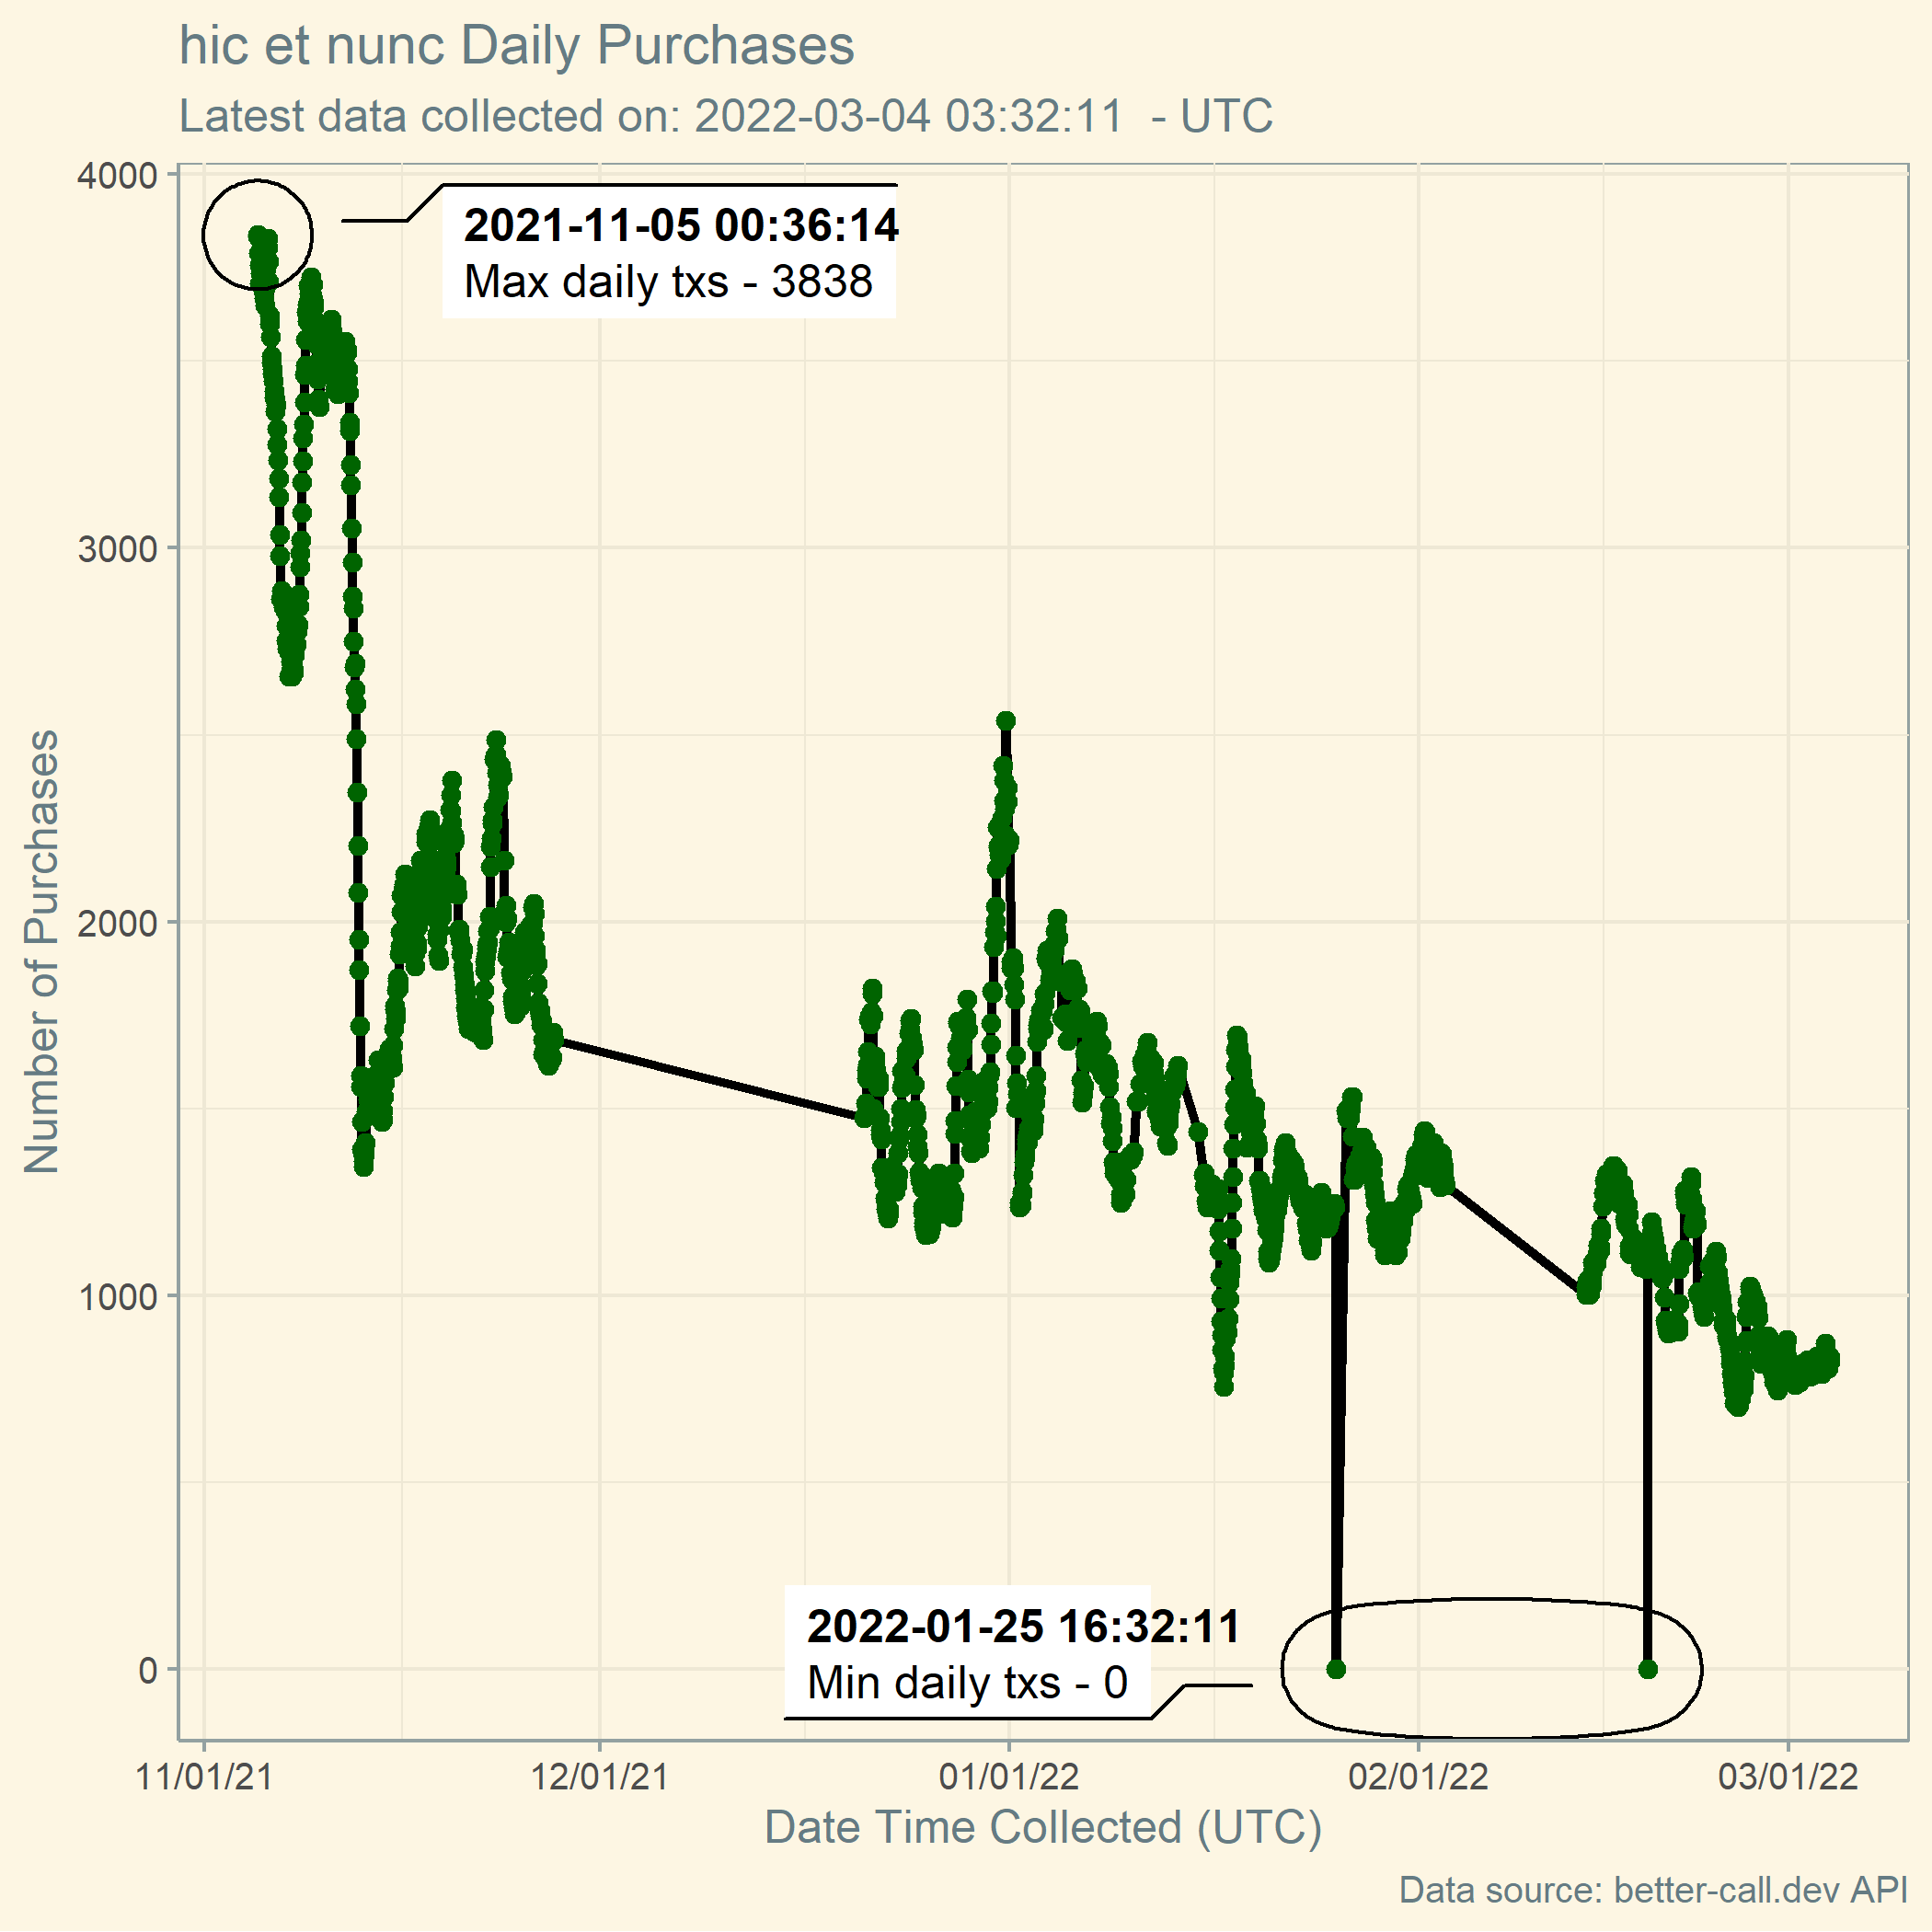 hic et nunc Daily Purchases
Latest data collected on: 2022-03-04 03:32:11  - UTC
4000
3000
2000
1000
0
Number of Purchases
2021-11-05 00:36:14
Max daily txs - 3838
2022-01-25 16:32:11
Min daily txs - 0
11/01/21 12/01/21 01/01/22 02/01/22 03/01/22
Date Time Collected (UTC)
Data source: better-call.dev API